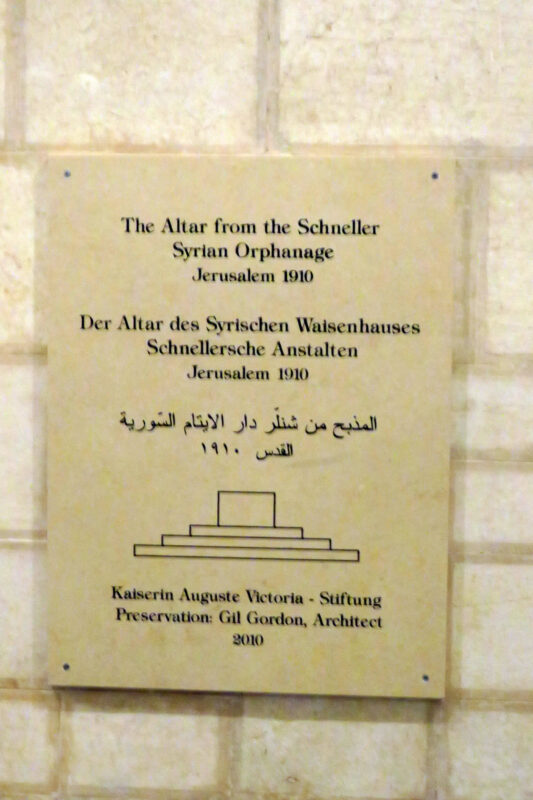 The Altar from the Schneller
Syrian Orphanage
Jerusalem 1910
Der Altar des Syrischen Waisenhauses
Schnellersche Anstalten
Jerusalem 1910
المذبح من شنلّر دار الايتام السّورية
القدس ١٩١٠
Kaiserin Auguste Victoria - Stiftung
Preservation: Gil Gordon, Architect
2010